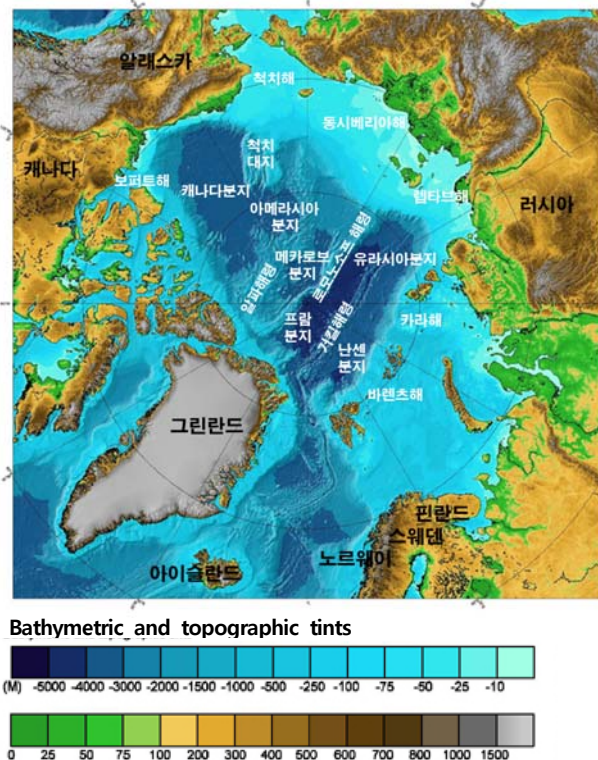 알래스카
척치해
동시베리아해
척치
대지
캐나다
보퍼트해
캐나다분지
렙타브해
러시아
아메라시아
분지
로모노소프 해령
메카로브
분지
유라시아분지
알파해령
프람
분지
가칼해령
카라해
난센
분지
바렌츠해
그린란드
핀란드
스웨덴
노르웨이
아이슬란드
Bathymetric and topographic tints
(M) -5000 -4000 -3000 -2000 -1500 -1000 -500 -250 -100 -75 -50 -25 -10
0 25 50 75 100 200 300 400 500 600 700 800 1000 1500